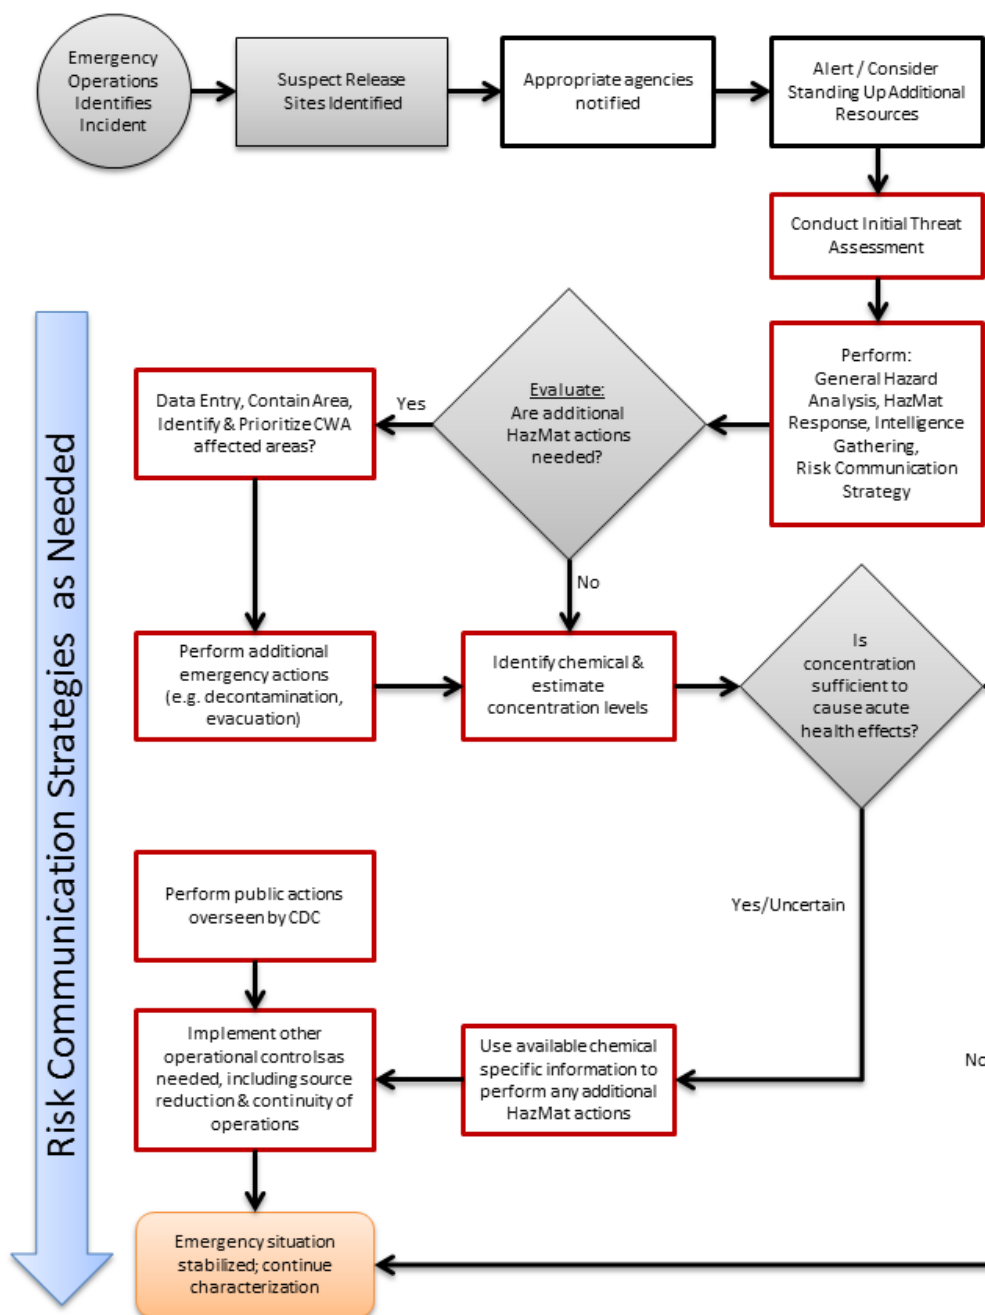 Emergency
Operations
Identifies
Incident
Suspect Release
Sites Identified
Appropriate agencies
notified
Alert / Consider
Standing Up Additional
Resources
Conduct Initial Threat
Assessment
Perform:
General Hazard
Analysis, HazMat
Response, Intelligence
Gathering,
Risk Communication
Strategy
Evaluate:
Are additional
HazMat actions
needed?
Yes
Data Entry, Contain Area,
Identify & Prioritize CWA
affected areas?
No
Perform additional
emergency actions
(e.g. decontamination,
evacuation)
Identify chemical &
estimate
concentration levels
Is
concentration
sufficient to
cause acute
health effects?
Yes/Uncertain
No
Perform public actions
overseen by CDC
Implement other
operational controls as
needed, including source
reduction & continuity of
operations
Use available chemical
specific information to
perform any additional
HazMat actions
Emergency situation
stabilized; continue
characterization
Risk Communication Strategies as Needed